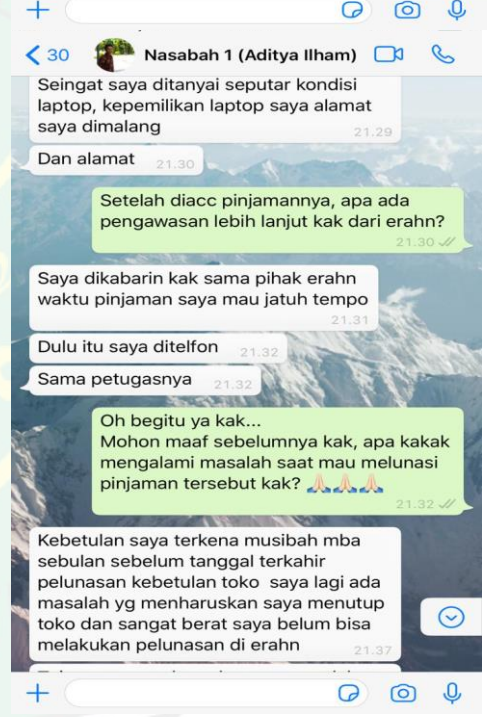 30
Nasabah 1 (Aditya Ilham)
Seingat saya ditanyai seputar kondisi
laptop, kepemilikan laptop saya alamat
saya dimalang
21.29
Dan alamat
21.30
Setelah diacc pinjamannya, apa ada
pengawasan lebih lanjut kak dari erahn?
21.30
Saya dikabarin kak sama pihak erahn
waktu pinjaman saya mau jatuh tempo
21.31
Dulu itu saya ditelfon
21.32
Sama petugasnya
21.32
Oh begitu ya kak...
Mohon maaf sebelumnya kak, apa kakak
mengalami masalah saat mau melunasi
pinjaman tersebut kak? 🙏🏻🙏🏻🙏🏻
21.32
Kebetulan saya terkena musibah mba
sebulan sebelum tanggal terkahir
pelunasan kebetulan toko saya lagi ada
masalah yg menharuskan saya menutup
toko dan sangat berat saya belum bisa
melakukan pelunasan di erahn
21.37